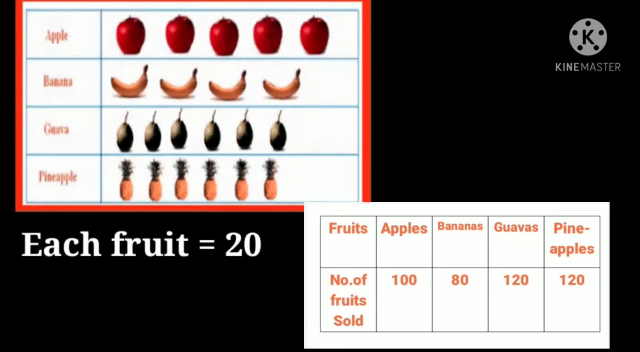 Apple
Banana
Guava
Pineapple
KINEMASTER
Each fruit = 20
Fruits Apples Bananas Guavas Pine-
apples
No.of 100 80 120 120
fruits
Sold